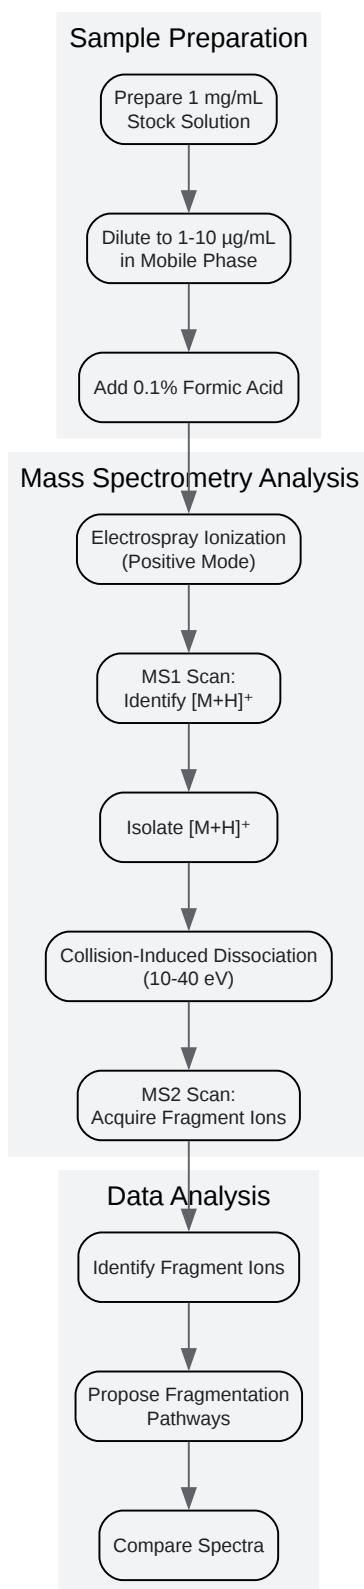 Sample Preparation
Prepare 1 mg/mL
Stock Solution
Dilute to 1-10 µg/mL
in Mobile Phase
Add 0.1% Formic Acid
Mass Spectrometry Analysis
Electrospray Ionization
(Positive Mode)
MS1 Scan:
Identify [M+H]⁺
Isolate [M+H]⁺
Collision-Induced Dissociation
(10-40 eV)
MS2 Scan:
Acquire Fragment Ions
Data Analysis
Identify Fragment Ions
Propose Fragmentation
Pathways
Compare Spectra